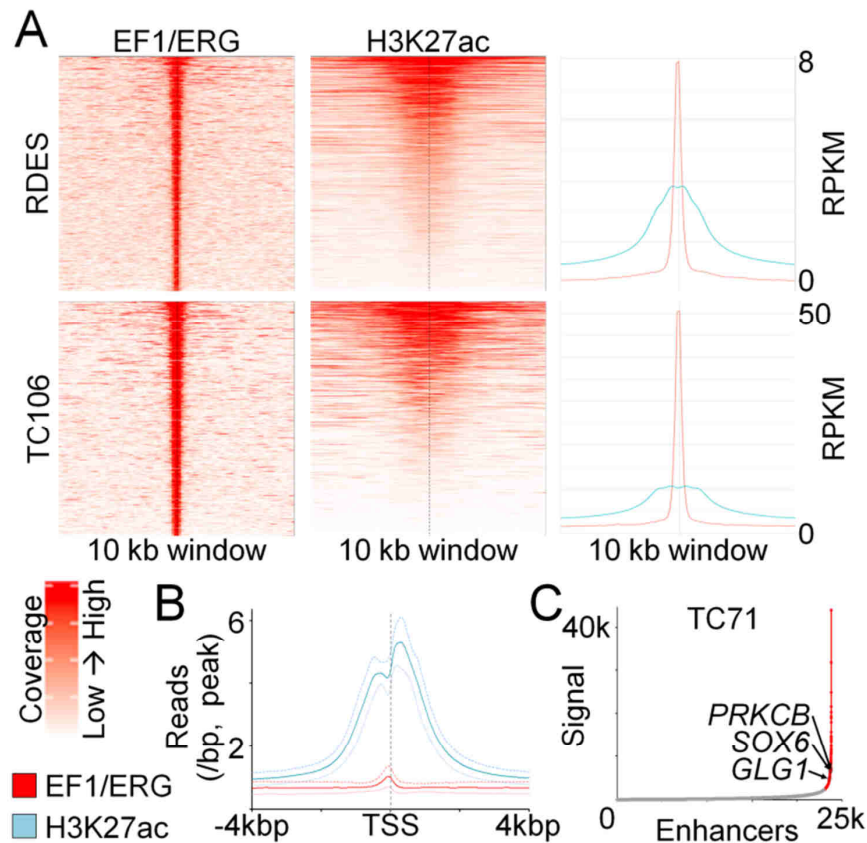 A
EF1/ERG
H3K27ac
RDES
8
RPKM
0
TC106
50
RPKM
0
10 kb window
10 kb window
10 kb window
Coverage
Low → High
EF1/ERG
H3K27ac
B
6
Reads
(/bp, peak)
2
-4kbp
TSS
4kbp
C
TC71
40k
Signal
PRKCB
SOX6
GLG1
0
0
25k
Enhancers